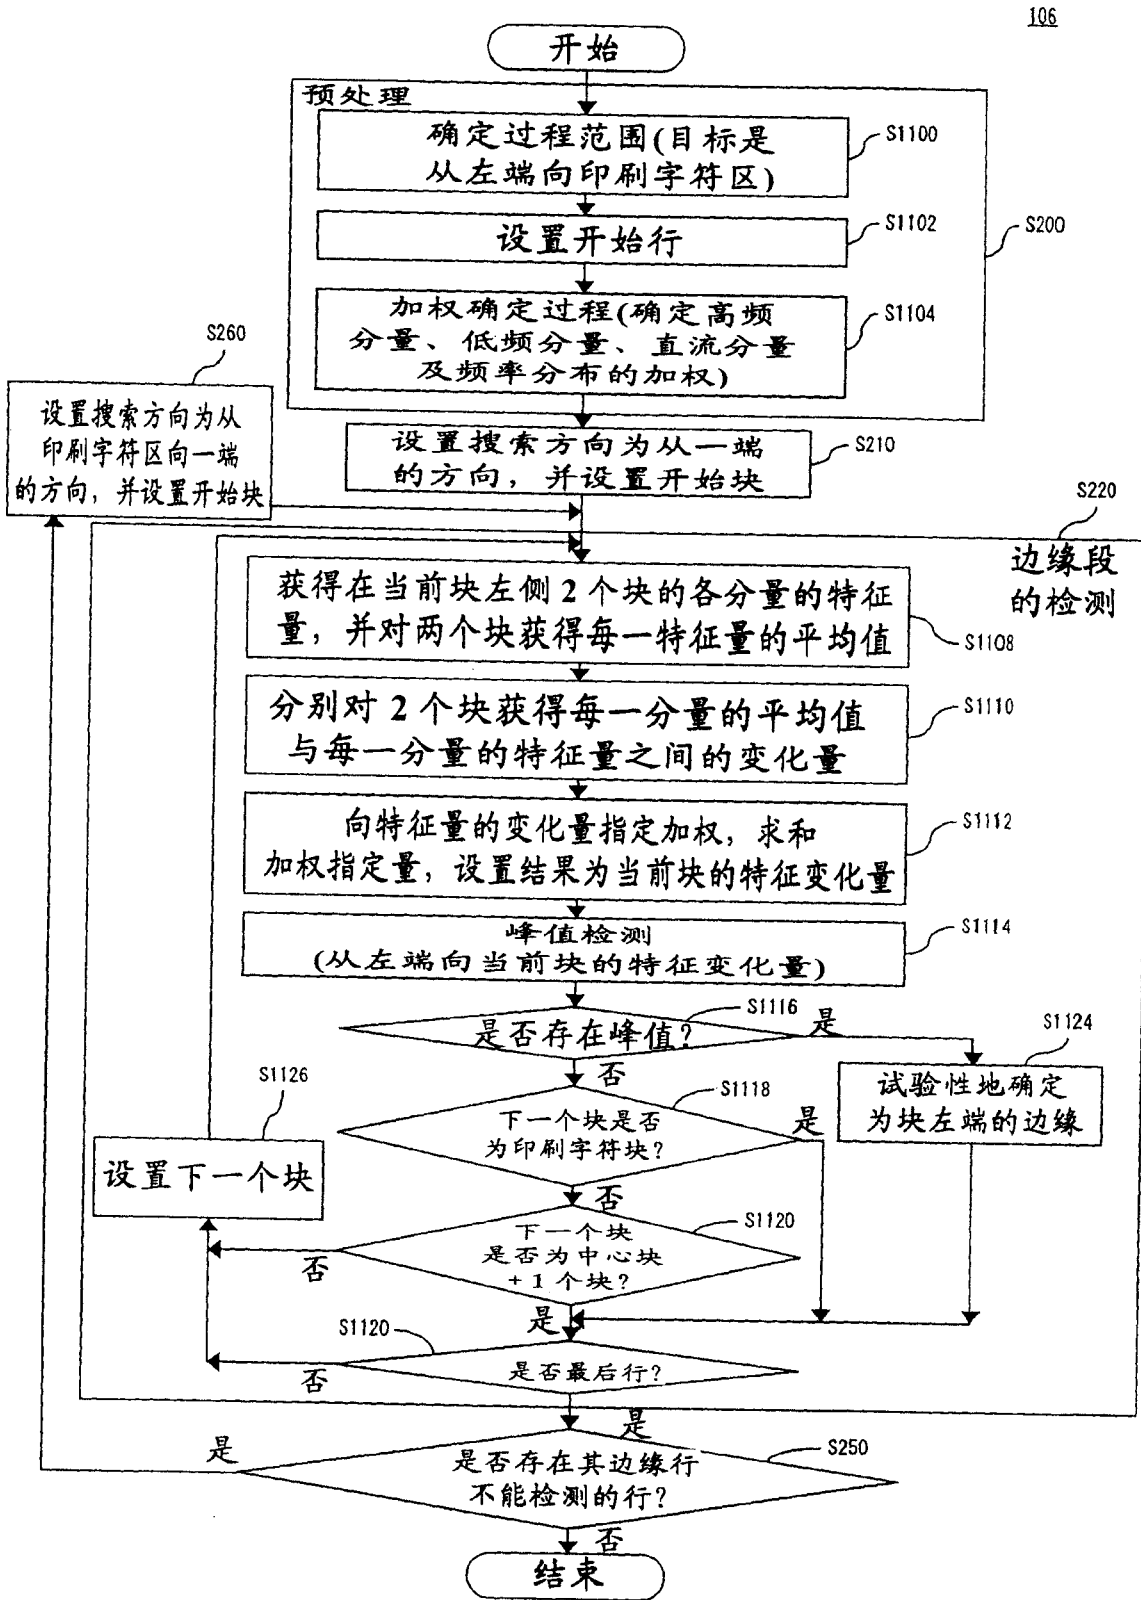 106
开始
预处理
确定过程范围(目标是
从左端向印刷字符区)
S1100
设置开始行
S1102
S200
加权确定过程(确定高频
分量、低频分量、直流分量
及频率分布的加权)
S1104
S260
设置搜索方向为从
印刷字符区向一端
的方向，并设置开始块
设置搜索方向为从一端
的方向，并设置开始块
S210
S220
边缘段
的检测
获得在当前块左侧2个块的各分量的特征
量，并对两个块获得每一特征量的平均值
S1108
分别对2个块获得每一分量的平均值
与每一分量的特征量之间的变化量
S1110
向特征量的变化量指定加权，求和
加权指定量，设置结果为当前块的特征变化量
S1112
峰值检测
(从左端向当前块的特征变化量)
S1114
是否存在峰值?
S1116
是
否
S1124
试验性地确定
为块左端的边缘
S1126
设置下一个块
下一个块是否
为印刷字符块?
S1118
是
否
下一个块
是否为中心块
+1个块?
S1120
否
是
S1120
是否最后行?
否
是
是否存在其边缘行
不能检测的行?
S250
是
否
结束